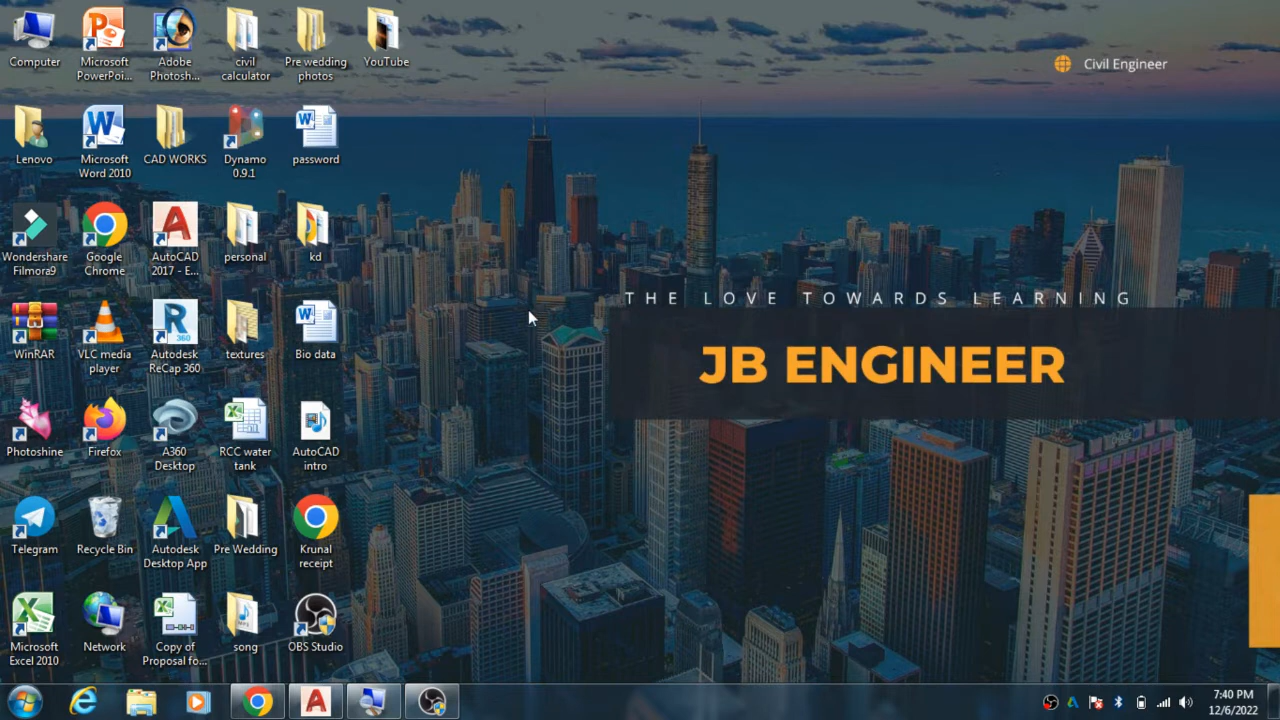 Computer
Microsoft
PowerPoi...
Adobe
Photosh...
civil
calculator
Pre wedding
photos
YouTube
Civil Engineer
Lenovo
Microsoft
Word 2010
CAD WORKS
Dynamo
0.9.1
password
Wondershare
Filmora9
Google
Chrome
AutoCAD
2017 - E...
personal
kd
THE LOVE TOWARDS LEARNING
JB ENGINEER
WinRAR
VLC media
player
Autodesk
ReCap 360
textures
Bio data
Photoshine
Firefox
A360
Desktop
RCC water
tank
AutoCAD
intro
Telegram
Recycle Bin
Autodesk
Desktop App
Pre Wedding
Krunal
receipt
Microsoft
Excel 2010
Network
Copy of
Proposal fo...
song
OBS Studio
7:40 PM
12/6/2022